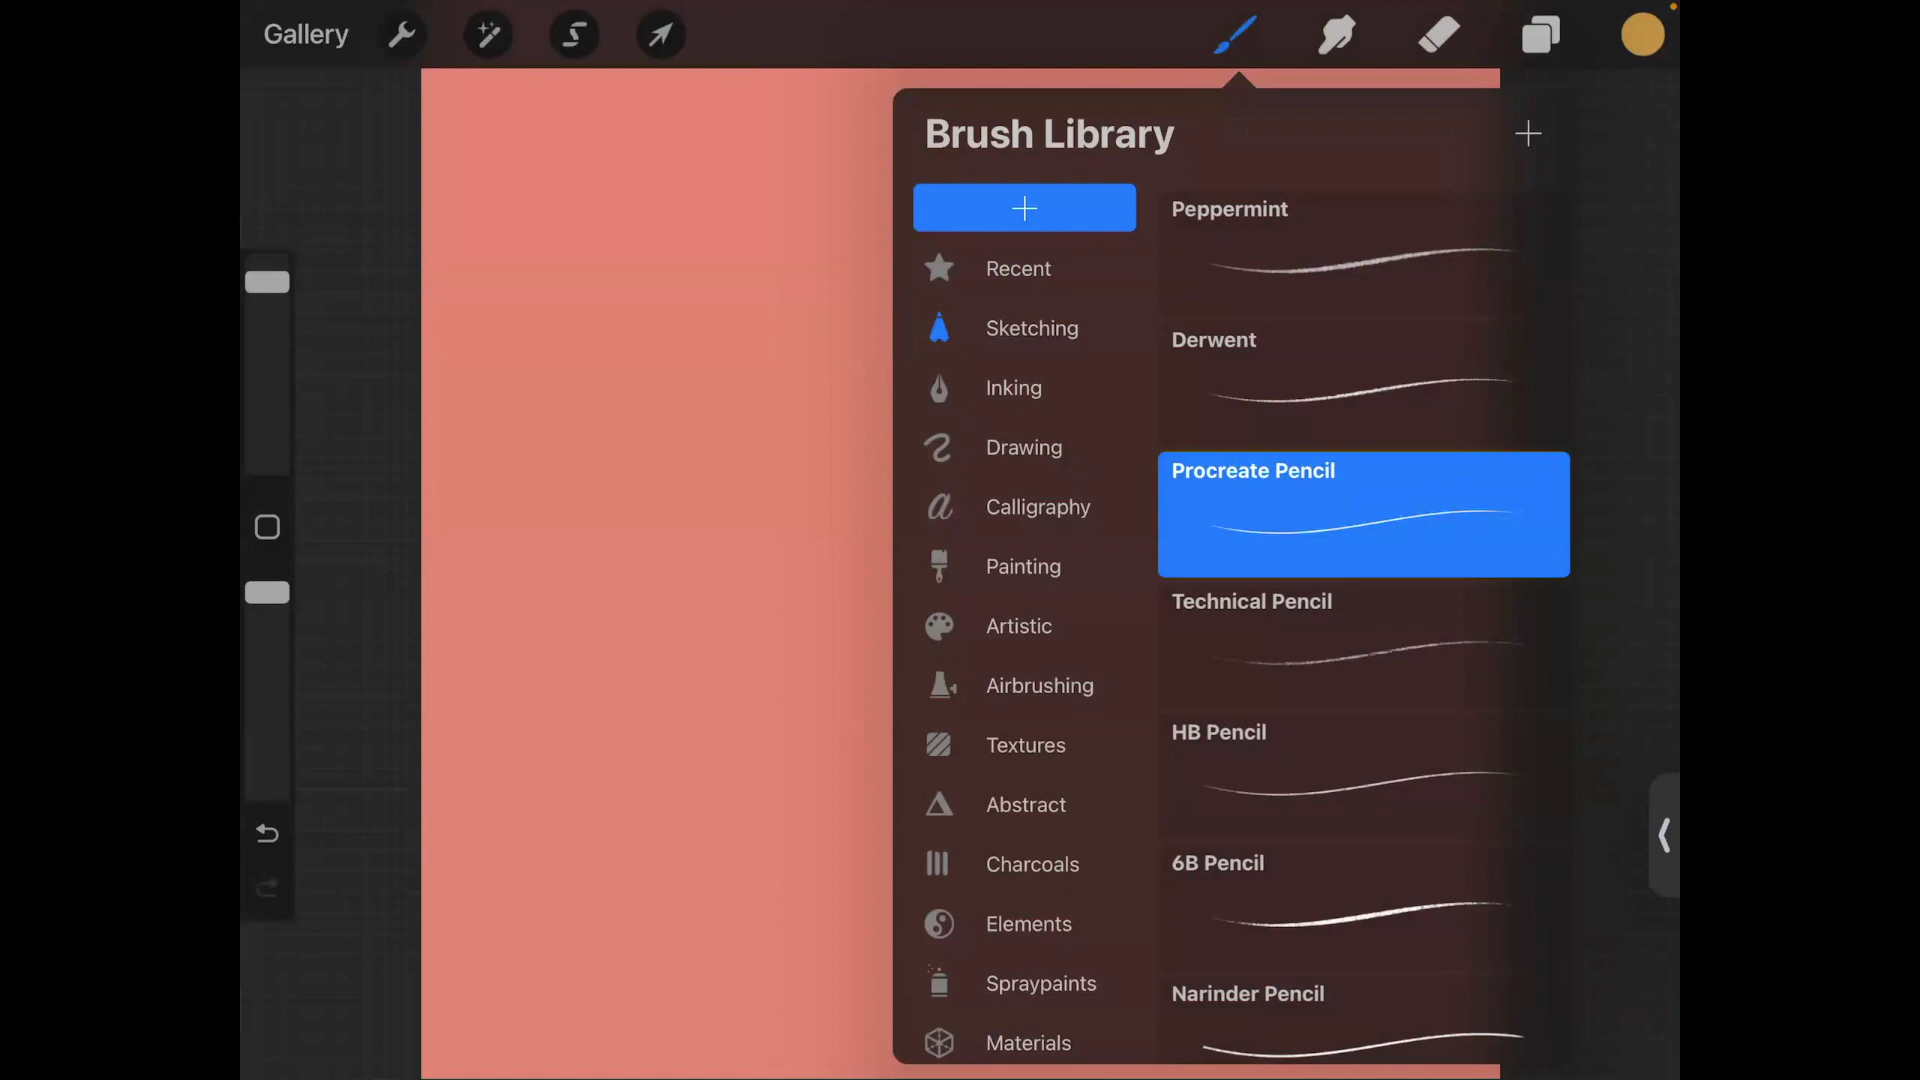 Gallery
Brush Library
Recent
Sketching
Inking
Drawing
Calligraphy
Painting
Artistic
Airbrushing
Textures
Abstract
Charcoals
Elements
Spraypaints
Materials
Peppermint
Derwent
Procreate Pencil
Technical Pencil
HB Pencil
6B Pencil
Narinder Pencil